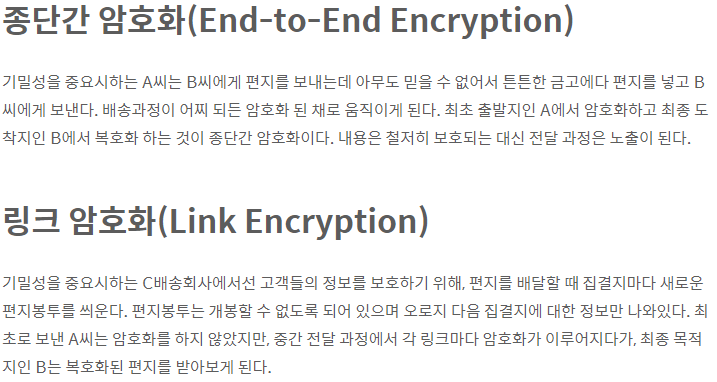 종단간 암호화(End-to-End Encryption)
기밀성을 중요시하는 A씨는 B씨에게 편지를 보내는데 아무도 믿을 수 없어서 튼튼한 금고에다 편지를 넣고 B
씨에게 보낸다. 배송과정이 어찌 되든 암호화 된 채로 움직이게 된다. 최초 출발지인 A에서 암호화하고 최종 도
착지인 B에서 복호화 하는 것이 종단간 암호화이다. 내용은 철저히 보호되는 대신 전달 과정은 노출이 된다.
링크 암호화(Link Encryption)
기밀성을 중요시하는 C배송회사에서선 고객들의 정보를 보호하기 위해, 편지를 배달할 때 집결지마다 새로운
편지봉투를 씌운다. 편지봉투는 개봉할 수 없도록 되어 있으며 오로지 다음 집결지에 대한 정보만 나와있다. 최
초로 보낸 A씨는 암호화를 하지 않았지만, 중간 전달 과정에서 각 링크마다 암호화가 이루어지다가, 최종 목적
지인 B는 복호화된 편지를 받아보게 된다.